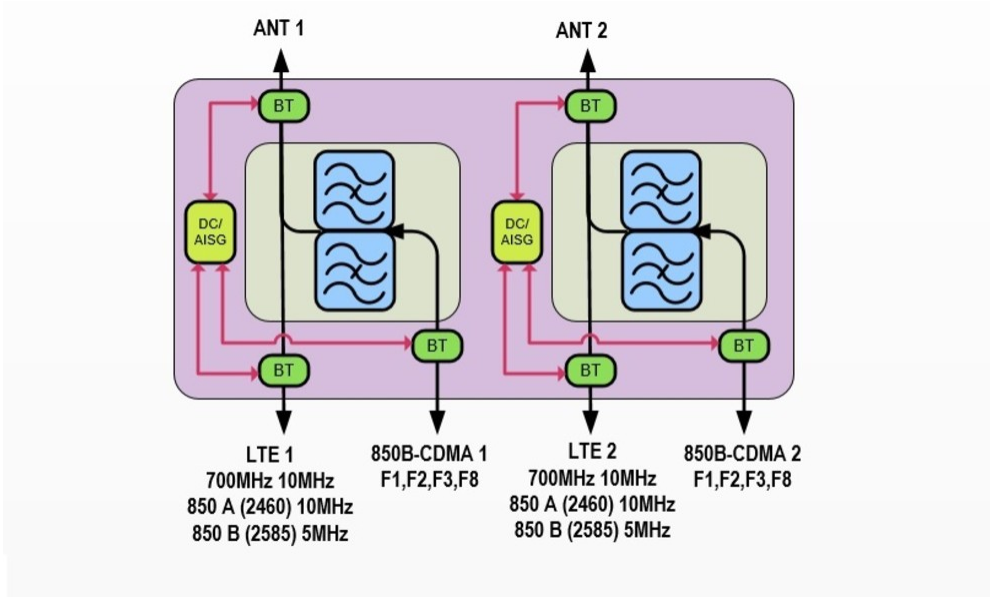 ANT 1
ANT 2
BT
BT
DC/
AISG
DC/
AISG
BT
BT
BT
BT
LTE 1
700MHz 10MHz
850 A (2460) 10MHz
850 B (2585) 5MHz
850B-CDMA 1
F1,F2,F3,F8
LTE 2
700MHz 10MHz
850 A (2460) 10MHz
850 B (2585) 5MHz
850B-CDMA 2
F1,F2,F3,F8